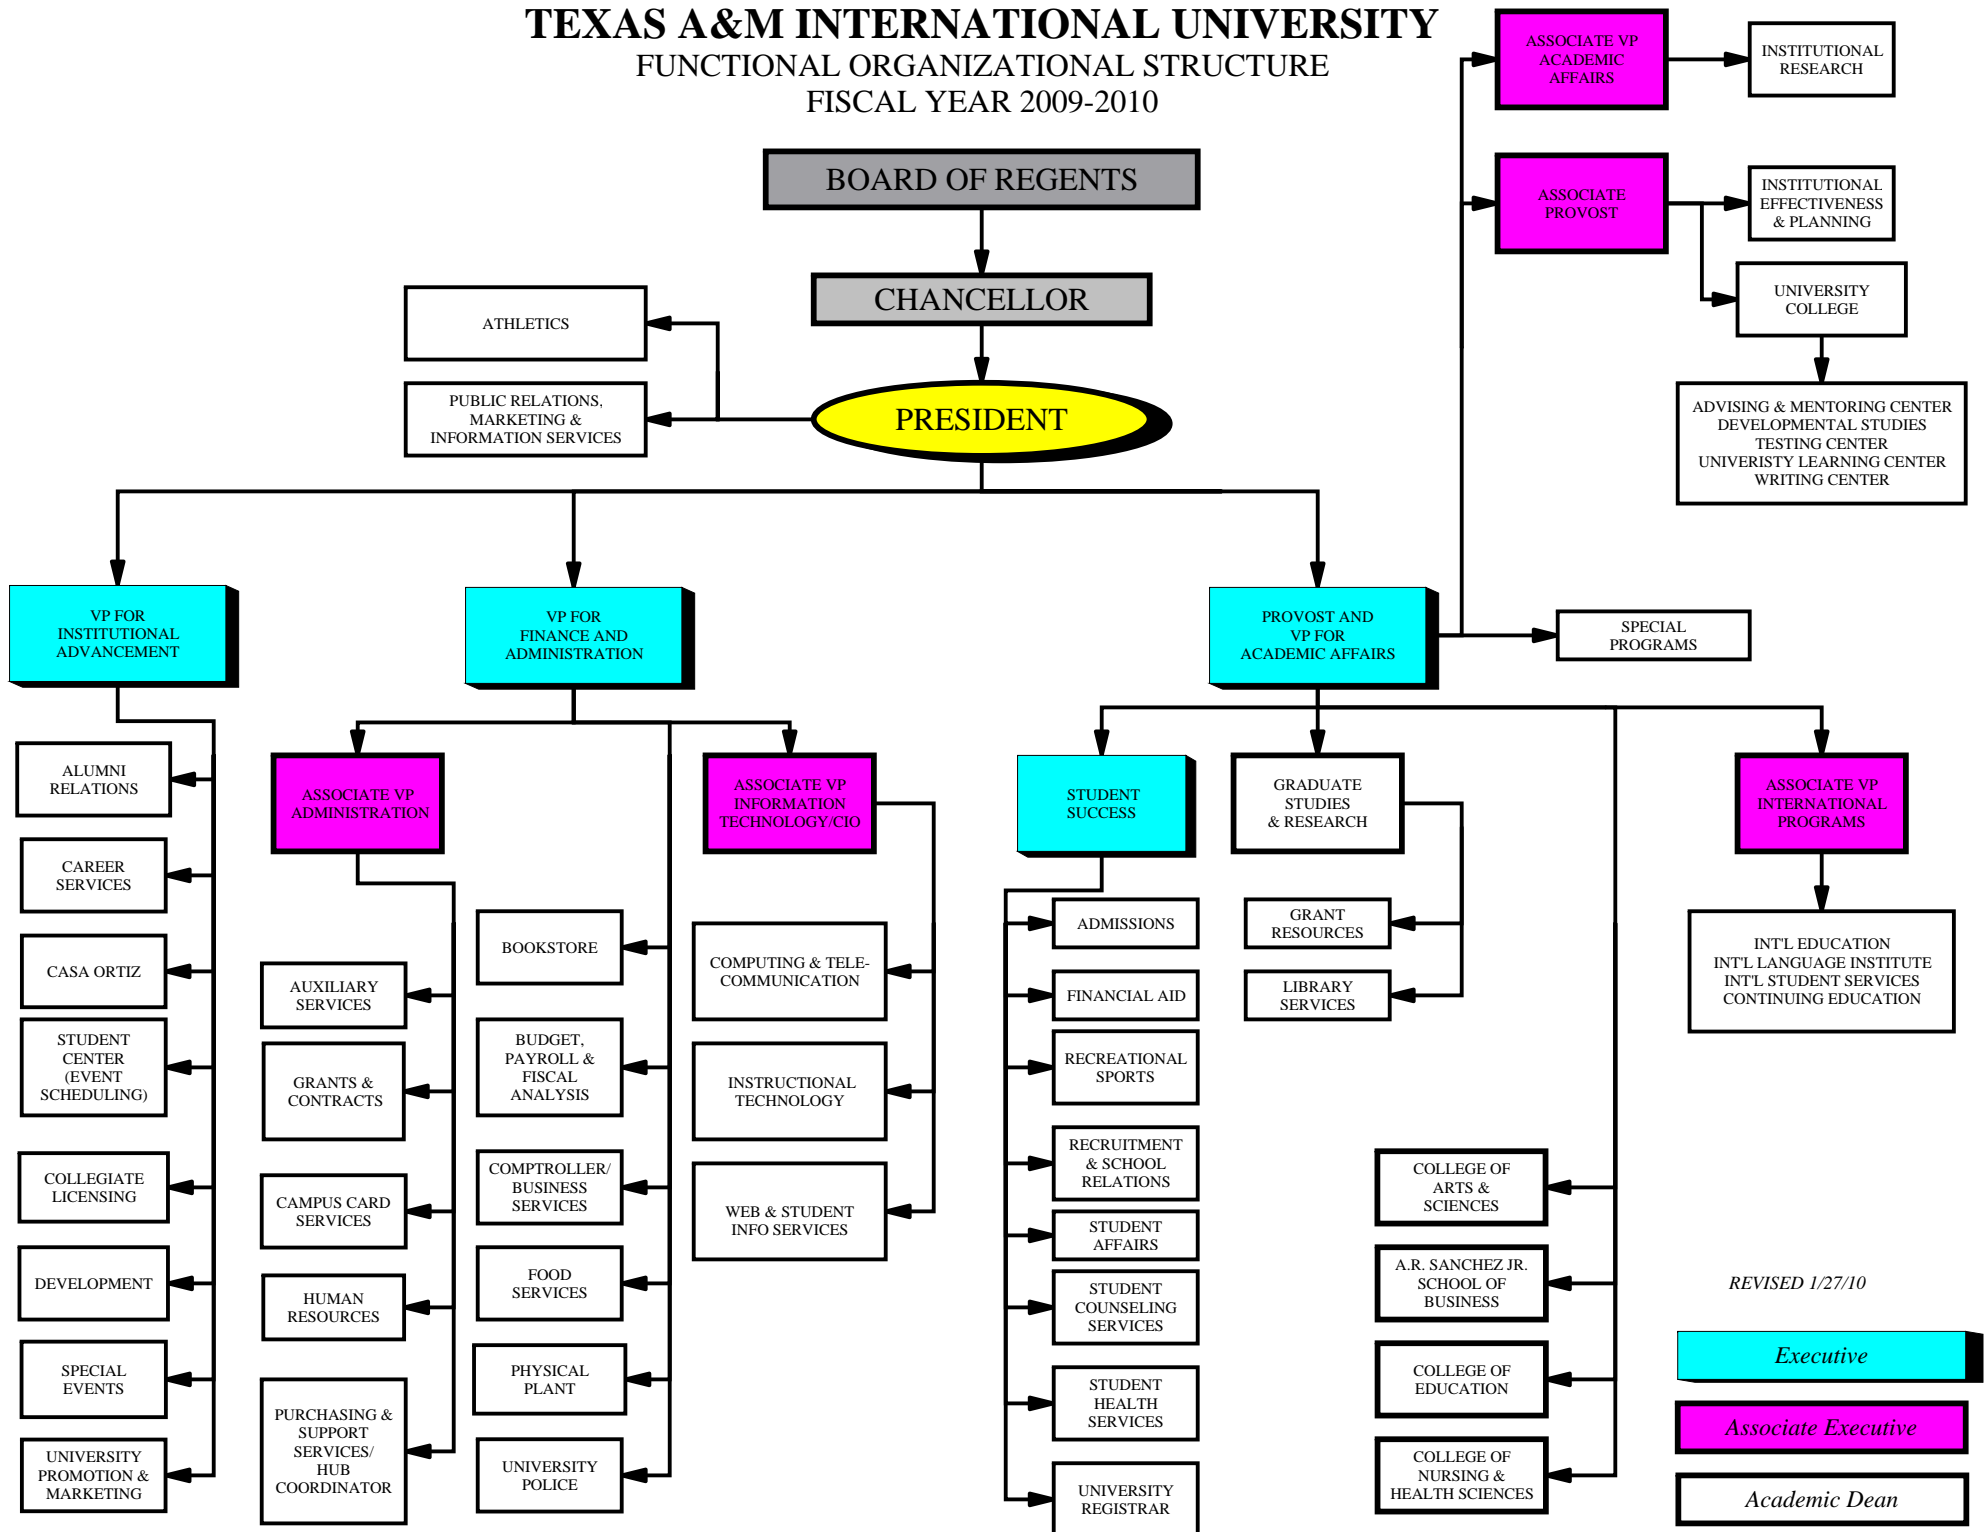 TEXAS A&M INTERNATIONAL UNIVERSITY
FUNCTIONAL ORGANIZATIONAL STRUCTURE
FISCAL YEAR 2009-2010
BOARD OF REGENTS
CHANCELLOR
PRESIDENT
ATHLETICS
PUBLIC RELATIONS,
MARKETING &
INFORMATION SERVICES
ASSOCIATE VP
ACADEMIC
AFFAIRS
INSTITUTIONAL
RESEARCH
ASSOCIATE
PROVOST
INSTITUTIONAL
EFFECTIVENESS
& PLANNING
UNIVERSITY
COLLEGE
ADVISING & MENTORING CENTER
DEVELOPMENTAL STUDIES
TESTING CENTER
UNIVERISTY LEARNING CENTER
WRITING CENTER
VP FOR
INSTITUTIONAL
ADVANCEMENT
VP FOR
FINANCE AND
ADMINISTRATION
PROVOST AND
VP FOR
ACADEMIC AFFAIRS
SPECIAL
PROGRAMS
ALUMNI
RELATIONS
CAREER
SERVICES
CASA ORTIZ
STUDENT
CENTER
(EVENT
SCHEDULING)
COLLEGIATE
LICENSING
DEVELOPMENT
SPECIAL
EVENTS
UNIVERSITY
PROMOTION &
MARKETING
ASSOCIATE VP
ADMINISTRATION
AUXILIARY
SERVICES
GRANTS &
CONTRACTS
CAMPUS CARD
SERVICES
HUMAN
RESOURCES
PURCHASING &
SUPPORT
SERVICES/
HUB
COORDINATOR
BOOKSTORE
BUDGET,
PAYROLL &
FISCAL
ANALYSIS
COMPTROLLER/
BUSINESS
SERVICES
FOOD
SERVICES
PHYSICAL
PLANT
UNIVERSITY
POLICE
ASSOCIATE VP
INFORMATION
TECHNOLOGY/CIO
COMPUTING & TELE-
COMMUNICATION
INSTRUCTIONAL
TECHNOLOGY
WEB & STUDENT
INFO SERVICES
STUDENT
SUCCESS
ADMISSIONS
FINANCIAL AID
RECREATIONAL
SPORTS
RECRUITMENT
& SCHOOL
RELATIONS
STUDENT
AFFAIRS
STUDENT
COUNSELING
SERVICES
STUDENT
HEALTH
SERVICES
UNIVERSITY
REGISTRAR
GRADUATE
STUDIES
& RESEARCH
GRANT
RESOURCES
LIBRARY
SERVICES
COLLEGE OF
ARTS &
SCIENCES
A.R. SANCHEZ JR.
SCHOOL OF
BUSINESS
COLLEGE OF
EDUCATION
COLLEGE OF
NURSING &
HEALTH SCIENCES
ASSOCIATE VP
INTERNATIONAL
PROGRAMS
INT'L EDUCATION
INT'L LANGUAGE INSTITUTE
INT'L STUDENT SERVICES
CONTINUING EDUCATION
REVISED 1/27/10
Executive
Associate Executive
Academic Dean